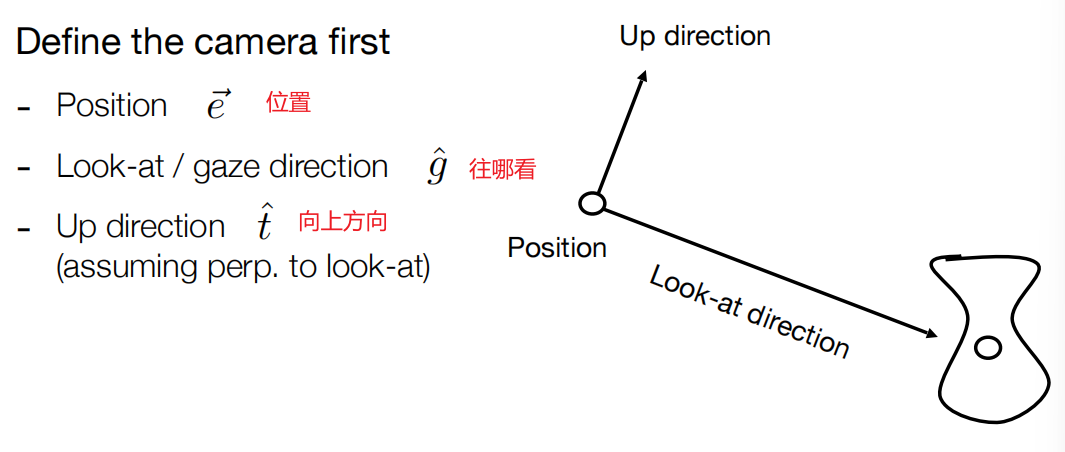 Define the camera first
- Position $\vec{e}$ 位置
- Look-at / gaze direction $\hat{g}$ 往哪看
- Up direction $\hat{t}$ 向上方向
(assuming perp. to look-at)
Up direction
Position
Look-at direction